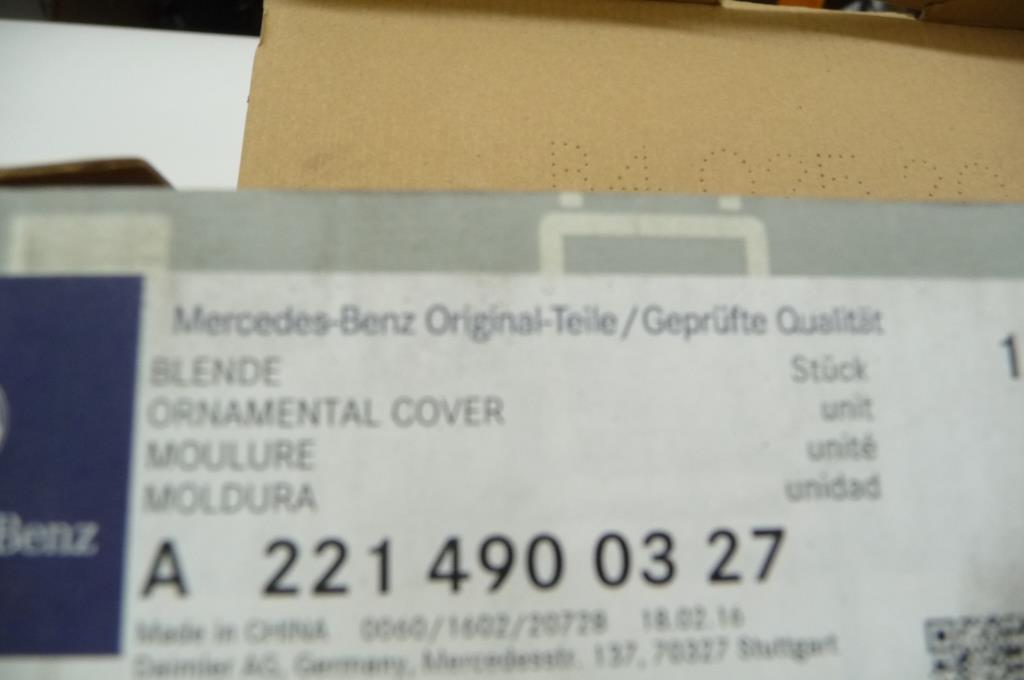 Mercedes-Benz Original-Teile/Geprüfte Qualität
BLENDE Stück 1
ORNAMENTAL COVER unit
MOULURE unité
MOLDURA unidad
Benz
A 221 490 03 27
Made in CHINA 0060/1602/20728 18.02.16
Daimler AG, Germany, Mercedesstr. 137, 70327 Stuttgart